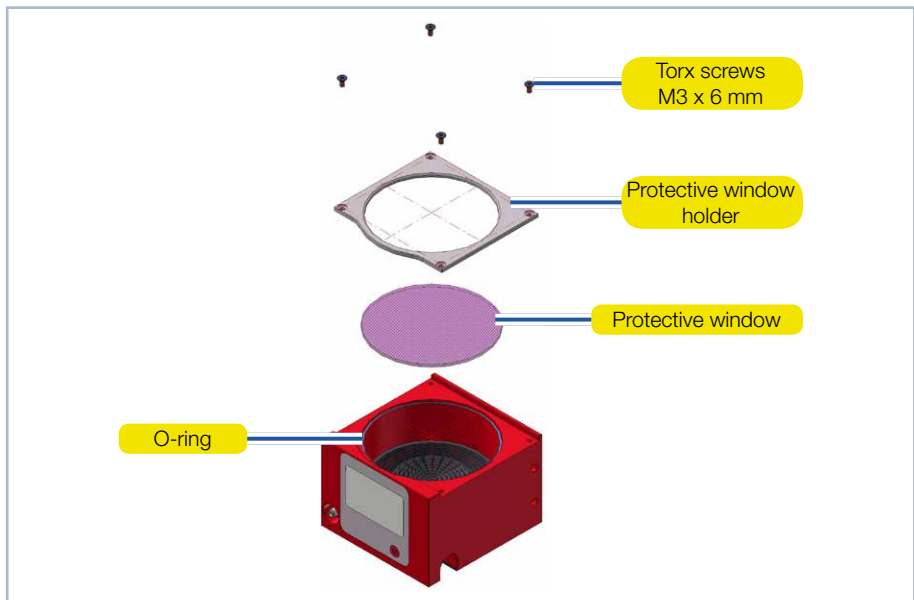 Torx screws
M3 x 6 mm
Protective window
holder
Protective window
O-ring